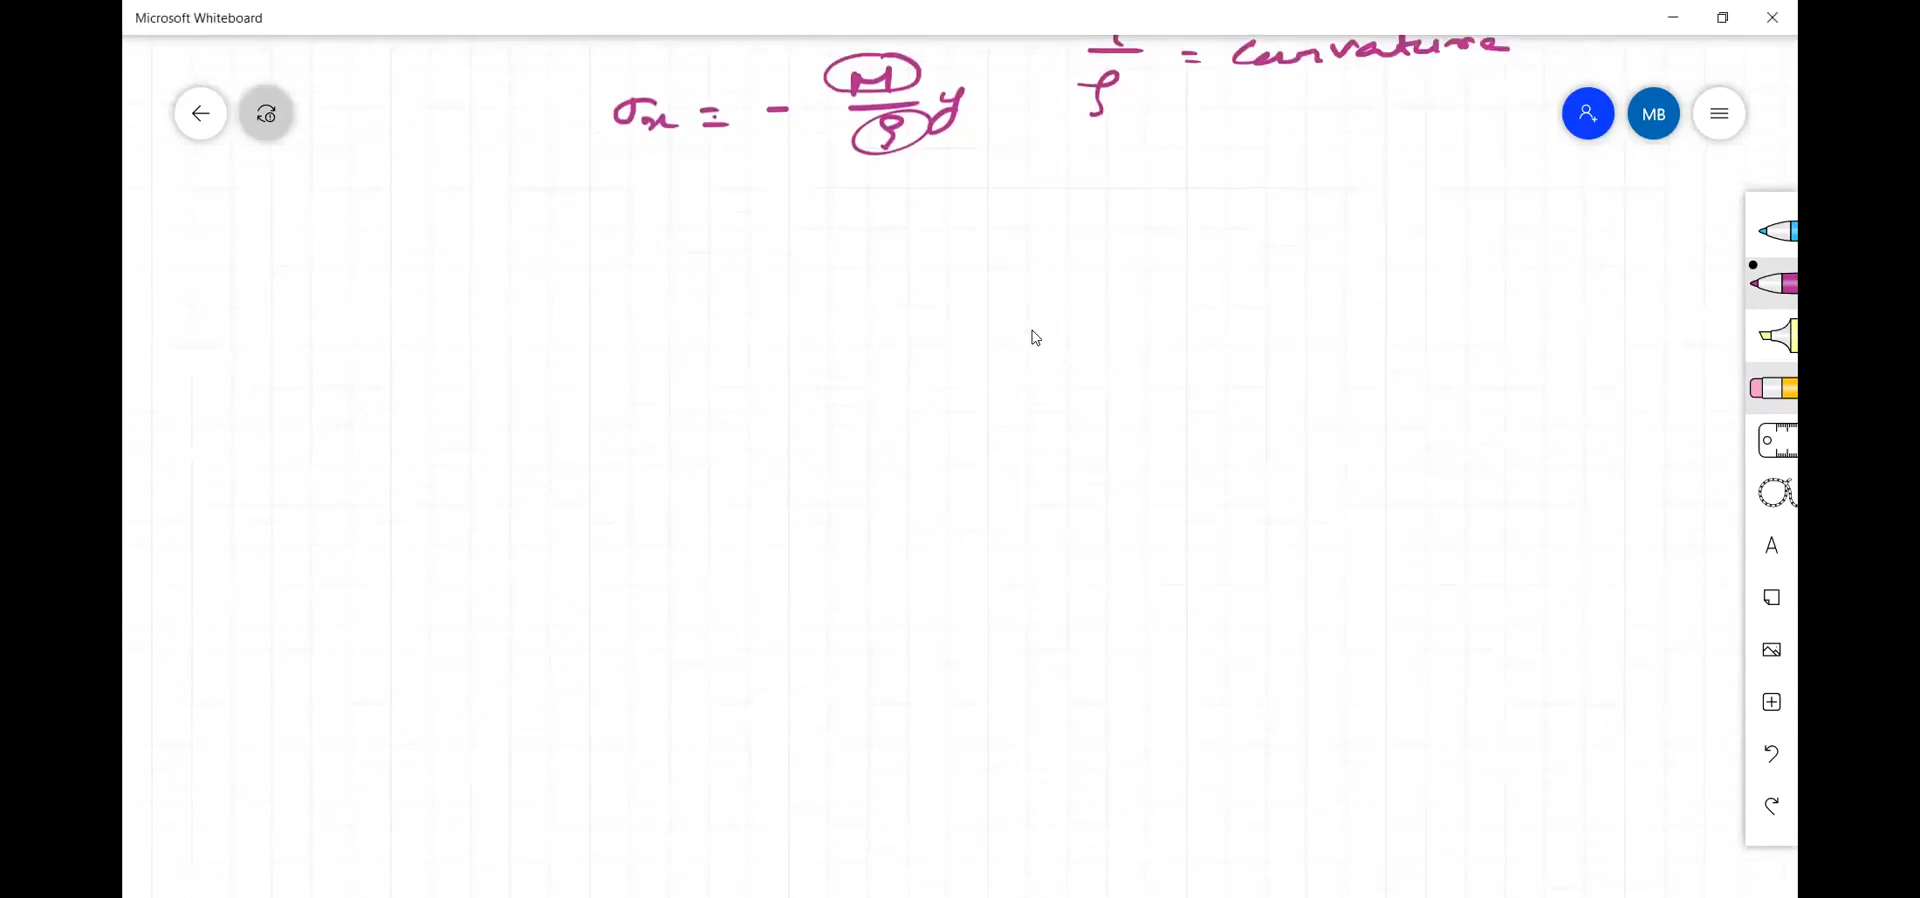 Microsoft Whiteboard
1/ρ = curvature
σx = - M/ρ y
MB
A